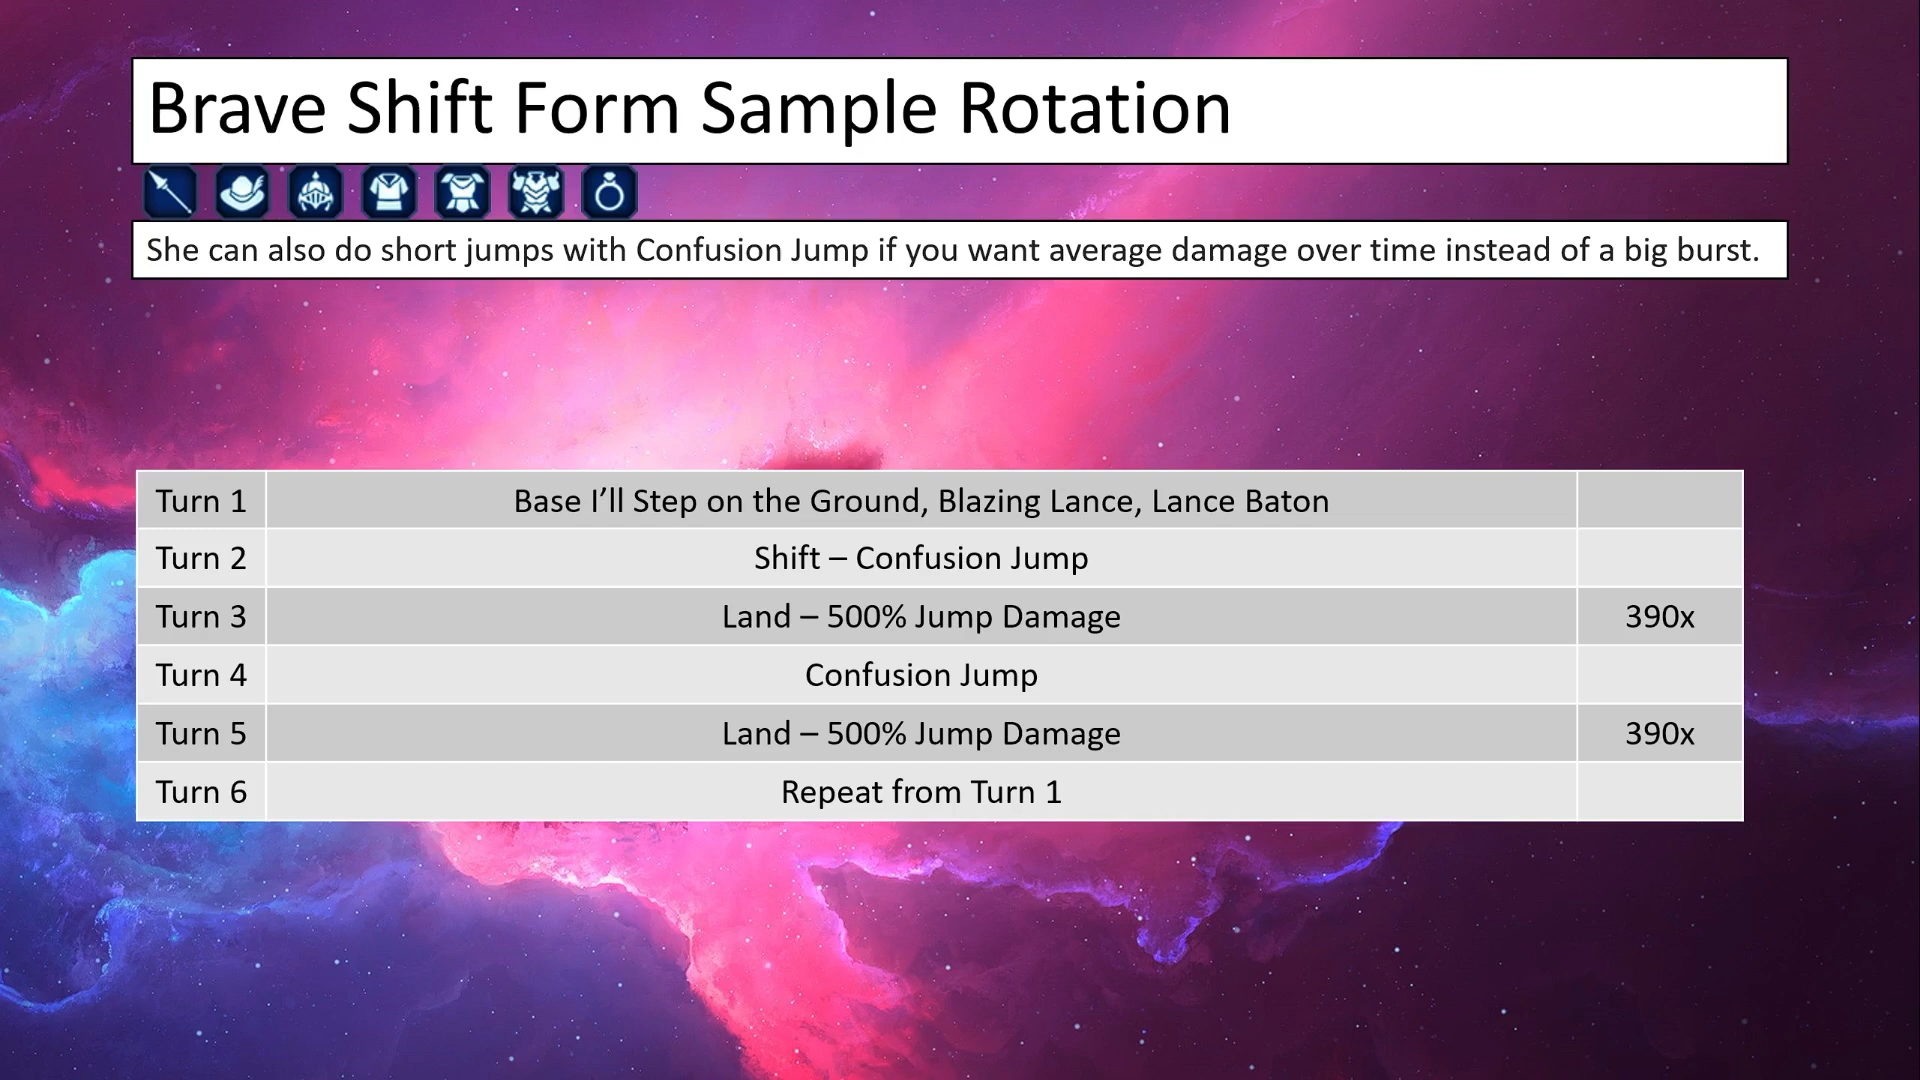 Brave Shift Form Sample Rotation
She can also do short jumps with Confusion Jump if you want average damage over time instead of a big burst.
Turn 1 Base I’ll Step on the Ground, Blazing Lance, Lance Baton
Turn 2 Shift – Confusion Jump
Turn 3 Land – 500% Jump Damage 390x
Turn 4 Confusion Jump
Turn 5 Land – 500% Jump Damage 390x
Turn 6 Repeat from Turn 1